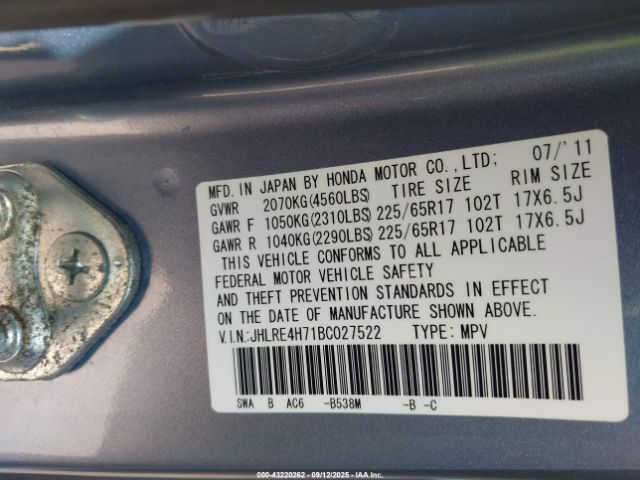 MFD. IN JAPAN BY HONDA MOTOR CO.,LTD; 07/'11
GVWR 2070KG(4560LBS) TIRE SIZE RIM SIZE
GAWR F 1050KG(2310LBS) 225/65R17 102T 17X6.5J
GAWR R 1040KG(2290LBS) 225/65R17 102T 17X6.5J
THIS VEHICLE CONFORMS TO ALL APPLICABLE
FEDERAL MOTOR VEHICLE SAFETY
AND THEFT PREVENTION STANDARDS IN EFFECT
ON THE DATE OF MANUFACTURE SHOWN ABOVE.
V.I.N:JHLRE4H71BC027522 TYPE: MPV
SWA B AC6 -B538M -B -C
00-43220262 - 09/12/2025 - IAAI.COM